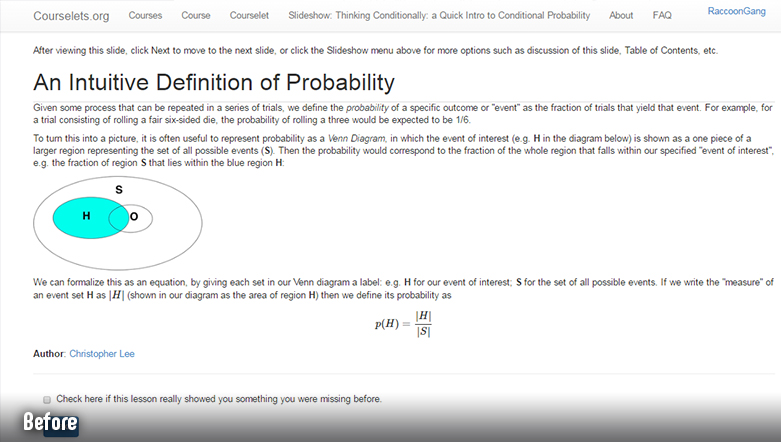 Courselets.org Courses Course Courselet Slideshow: Thinking Conditionally: a Quick Intro to Conditional Probability About FAQ RaccoonGang
After viewing this slide, click Next to move to the next slide, or click the Slideshow menu above for more options such as discussion of this slide, Table of Contents, etc.
An Intuitive Definition of Probability
Given some process that can be repeated in a series of trials, we define the probability of a specific outcome or "event" as the fraction of trials that yield that event. For example, for
a trial consisting of rolling a fair six-sided die, the probability of rolling a three would be expected to be 1/6.
To turn this into a picture, it is often useful to represent probability as a Venn Diagram, in which the event of interest (e.g. H in the diagram below) is shown as a one piece of a
larger region representing the set of all possible events (S). Then the probability would correspond to the fraction of the whole region that falls within our specified "event of interest",
e.g. the fraction of region S that lies within the blue region H:
S
H O
We can formalize this as an equation, by giving each set in our Venn diagram a label: e.g. H for our event of interest; S for the set of all possible events. If we write the "measure" of
an event set H as |H| (shown in our diagram as the area of region H) then we define its probability as
p(H) = |H| / |S|
Author: Christopher Lee
Check here if this lesson really showed you something you were missing before.
Before